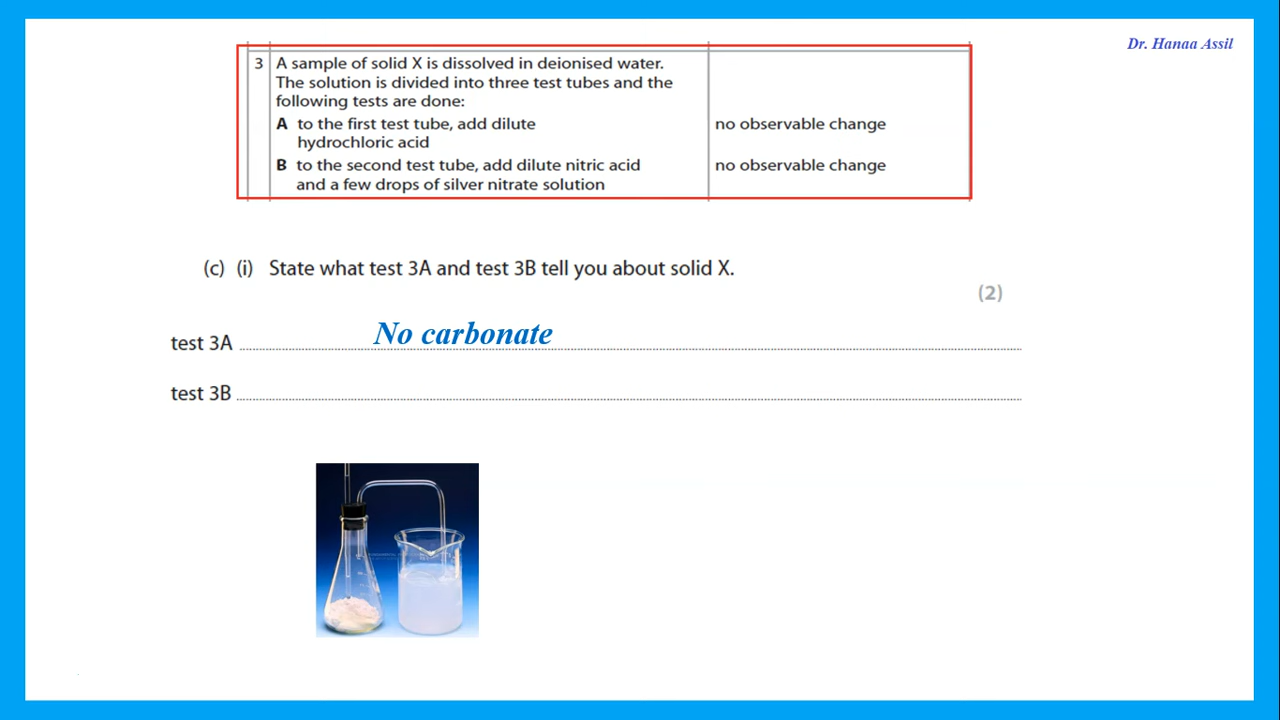 Dr. Hanaa Assil
3 A sample of solid X is dissolved in deionised water.
The solution is divided into three test tubes and the
following tests are done:
A to the first test tube, add dilute no observable change
hydrochloric acid
B to the second test tube, add dilute nitric acid no observable change
and a few drops of silver nitrate solution
(c) (i) State what test 3A and test 3B tell you about solid X.
(2)
test 3A No carbonate
test 3B